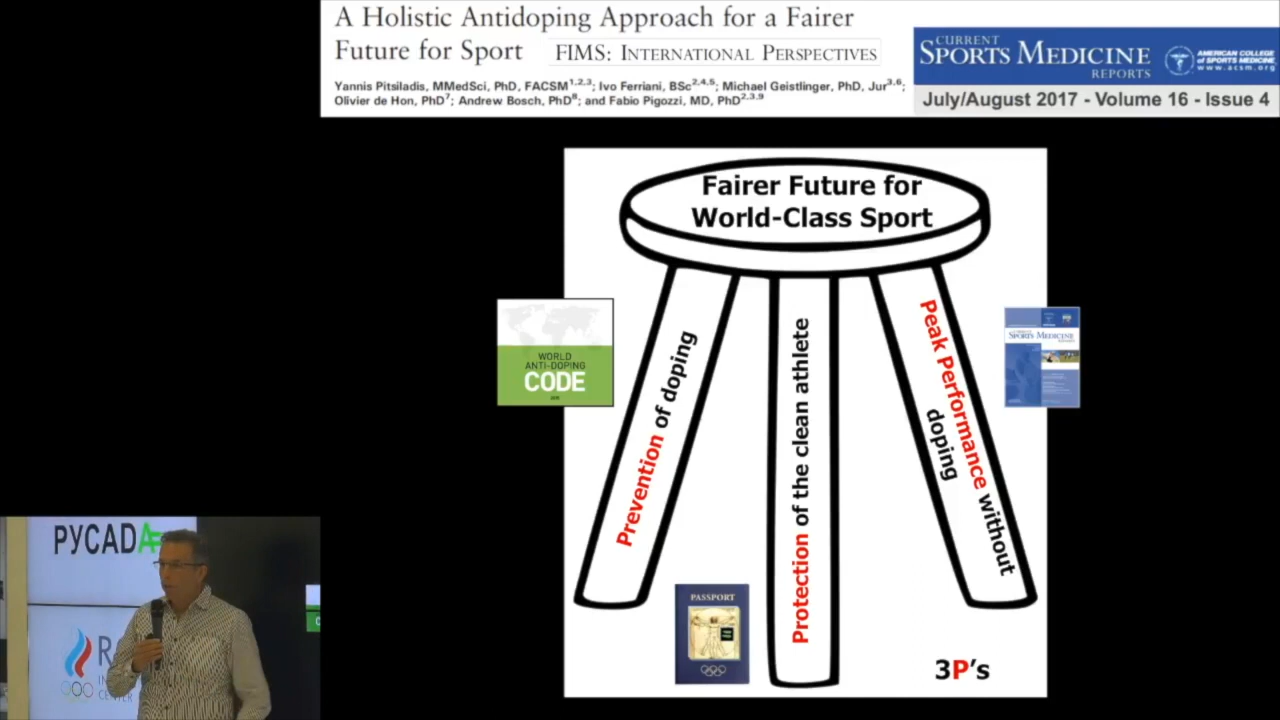 A Holistic Antidoping Approach for a Fairer
Future for Sport
FIMS: INTERNATIONAL PERSPECTIVES
Yannis Pitsiladis, MMedSci, PhD, FACSM1,2,3; Ivo Ferriani, BSc2,4,5; Michael Geistlinger, PhD, Jur3,6;
Olivier de Hon, PhD7; Andrew Bosch, PhD8; and Fabio Pigozzi, MD, PhD2,3,9
CURRENT
SPORTS MEDICINE
REPORTS
AMERICAN COLLEGE
of SPORTS MEDICINE
www.acsm.org
July/August 2017 - Volume 16 - Issue 4
Fairer Future for
World-Class Sport
WORLD
ANTI-DOPING
CODE
2015
Prevention of doping
Protection of the clean athlete
Peak Performance without
doping
SPORTS MEDICINE
PASSPORT
3P's
РУСАДА